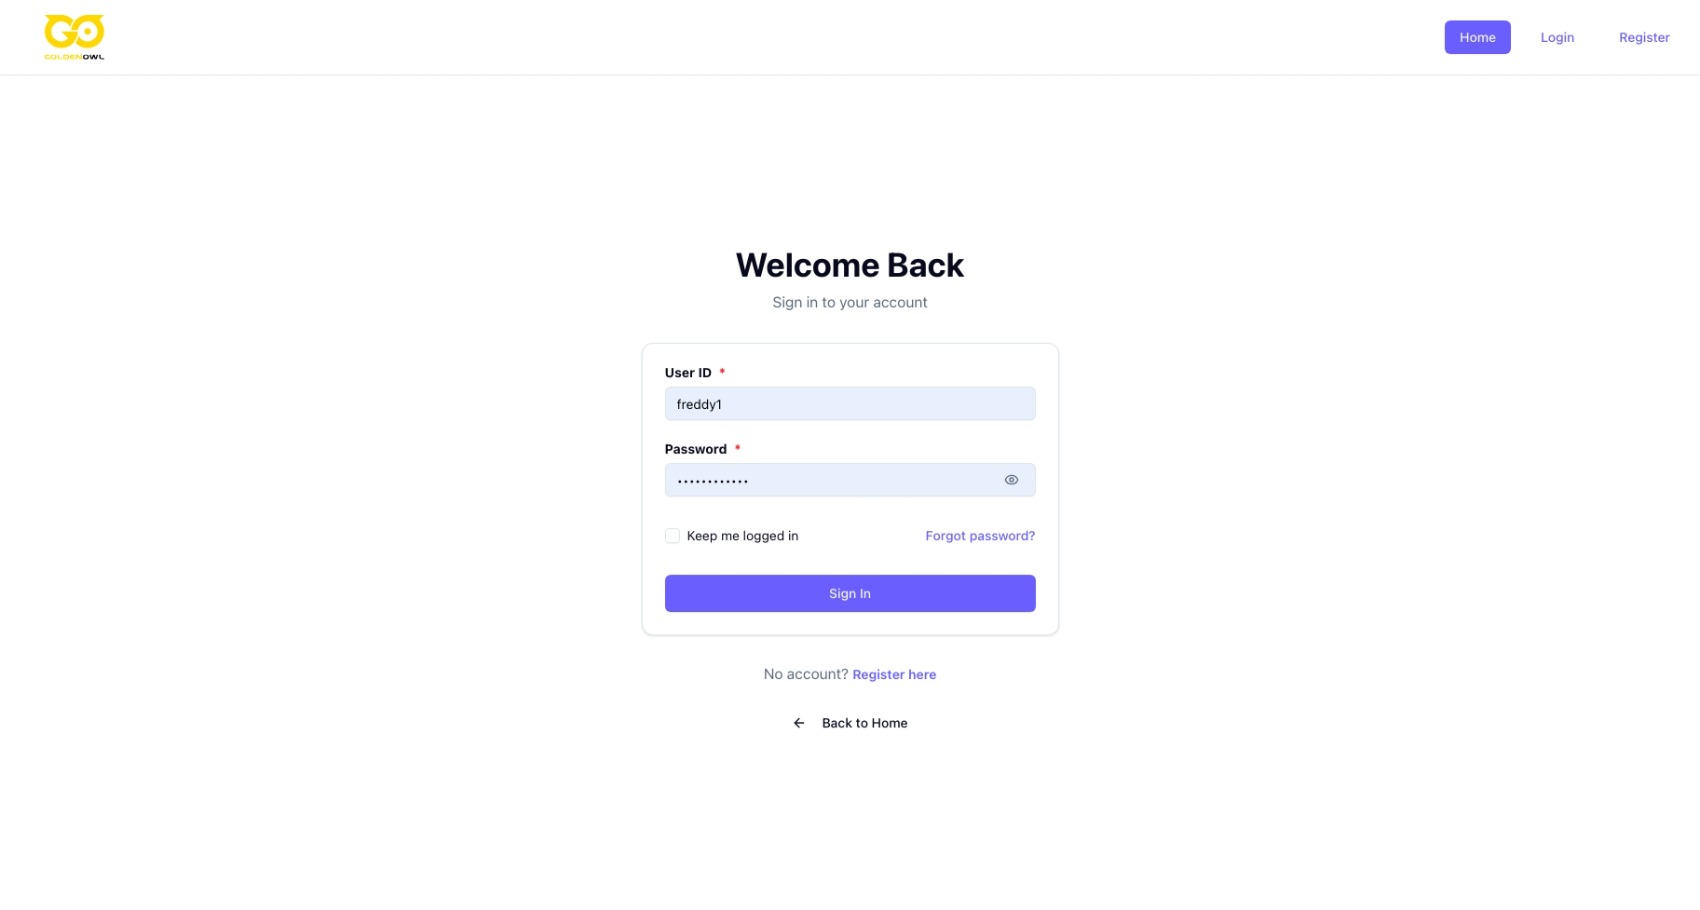 GO
GOLDENOWL
Home
Login
Register
Welcome Back
Sign in to your account
User ID *
freddy1
Password *
••••••••••••
Keep me logged in
Forgot password?
Sign In
No account? Register here
← Back to Home